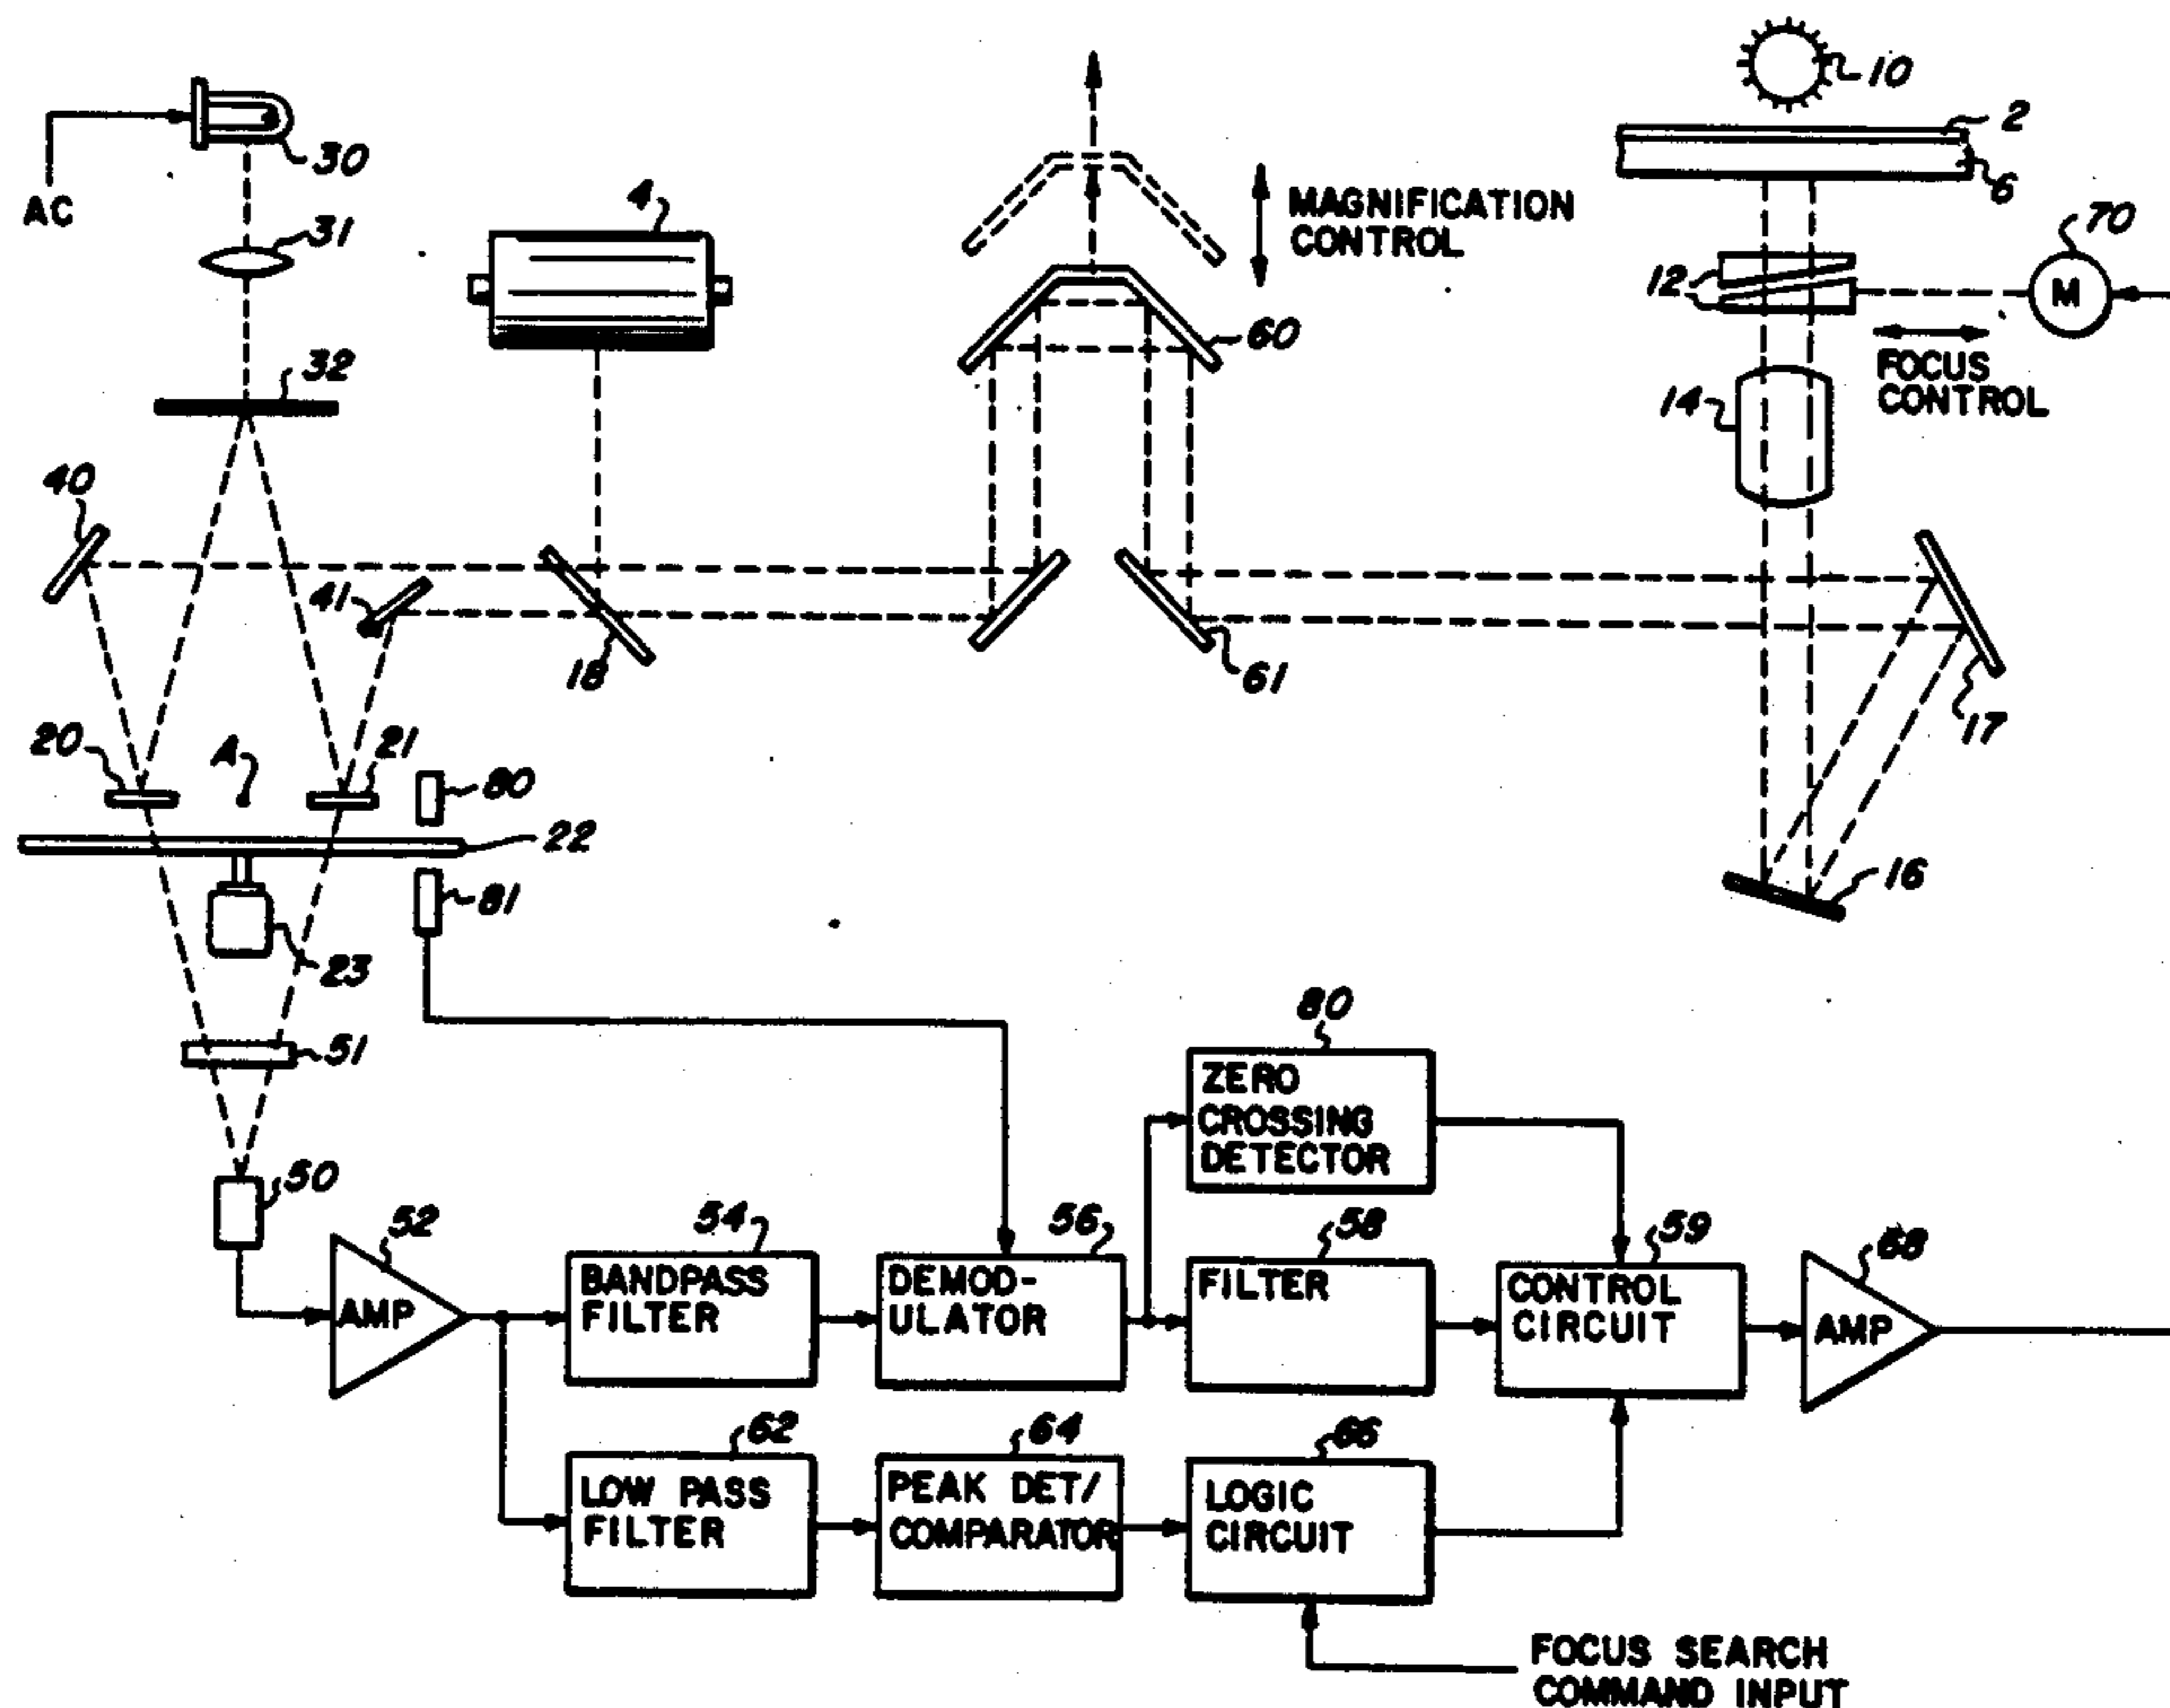 10
2
6
30
AC
31
4
MAGNIFICATION
CONTROL
70
12
M
60
FOCUS
CONTROL
32
14
40
41
18
61
17
20
A
21
80
22
81
16
23
51
80
ZERO
CROSSING
DETECTOR
50
52
54
56
58
59
68
AMP
BANDPASS
FILTER
DEMOD-
ULATOR
FILTER
CONTROL
CIRCUIT
AMP
62
64
66
LOW PASS
FILTER
PEAK DET/
COMPARATOR
LOGIC
CIRCUIT
FOCUS SEARCH
COMMAND INPUT